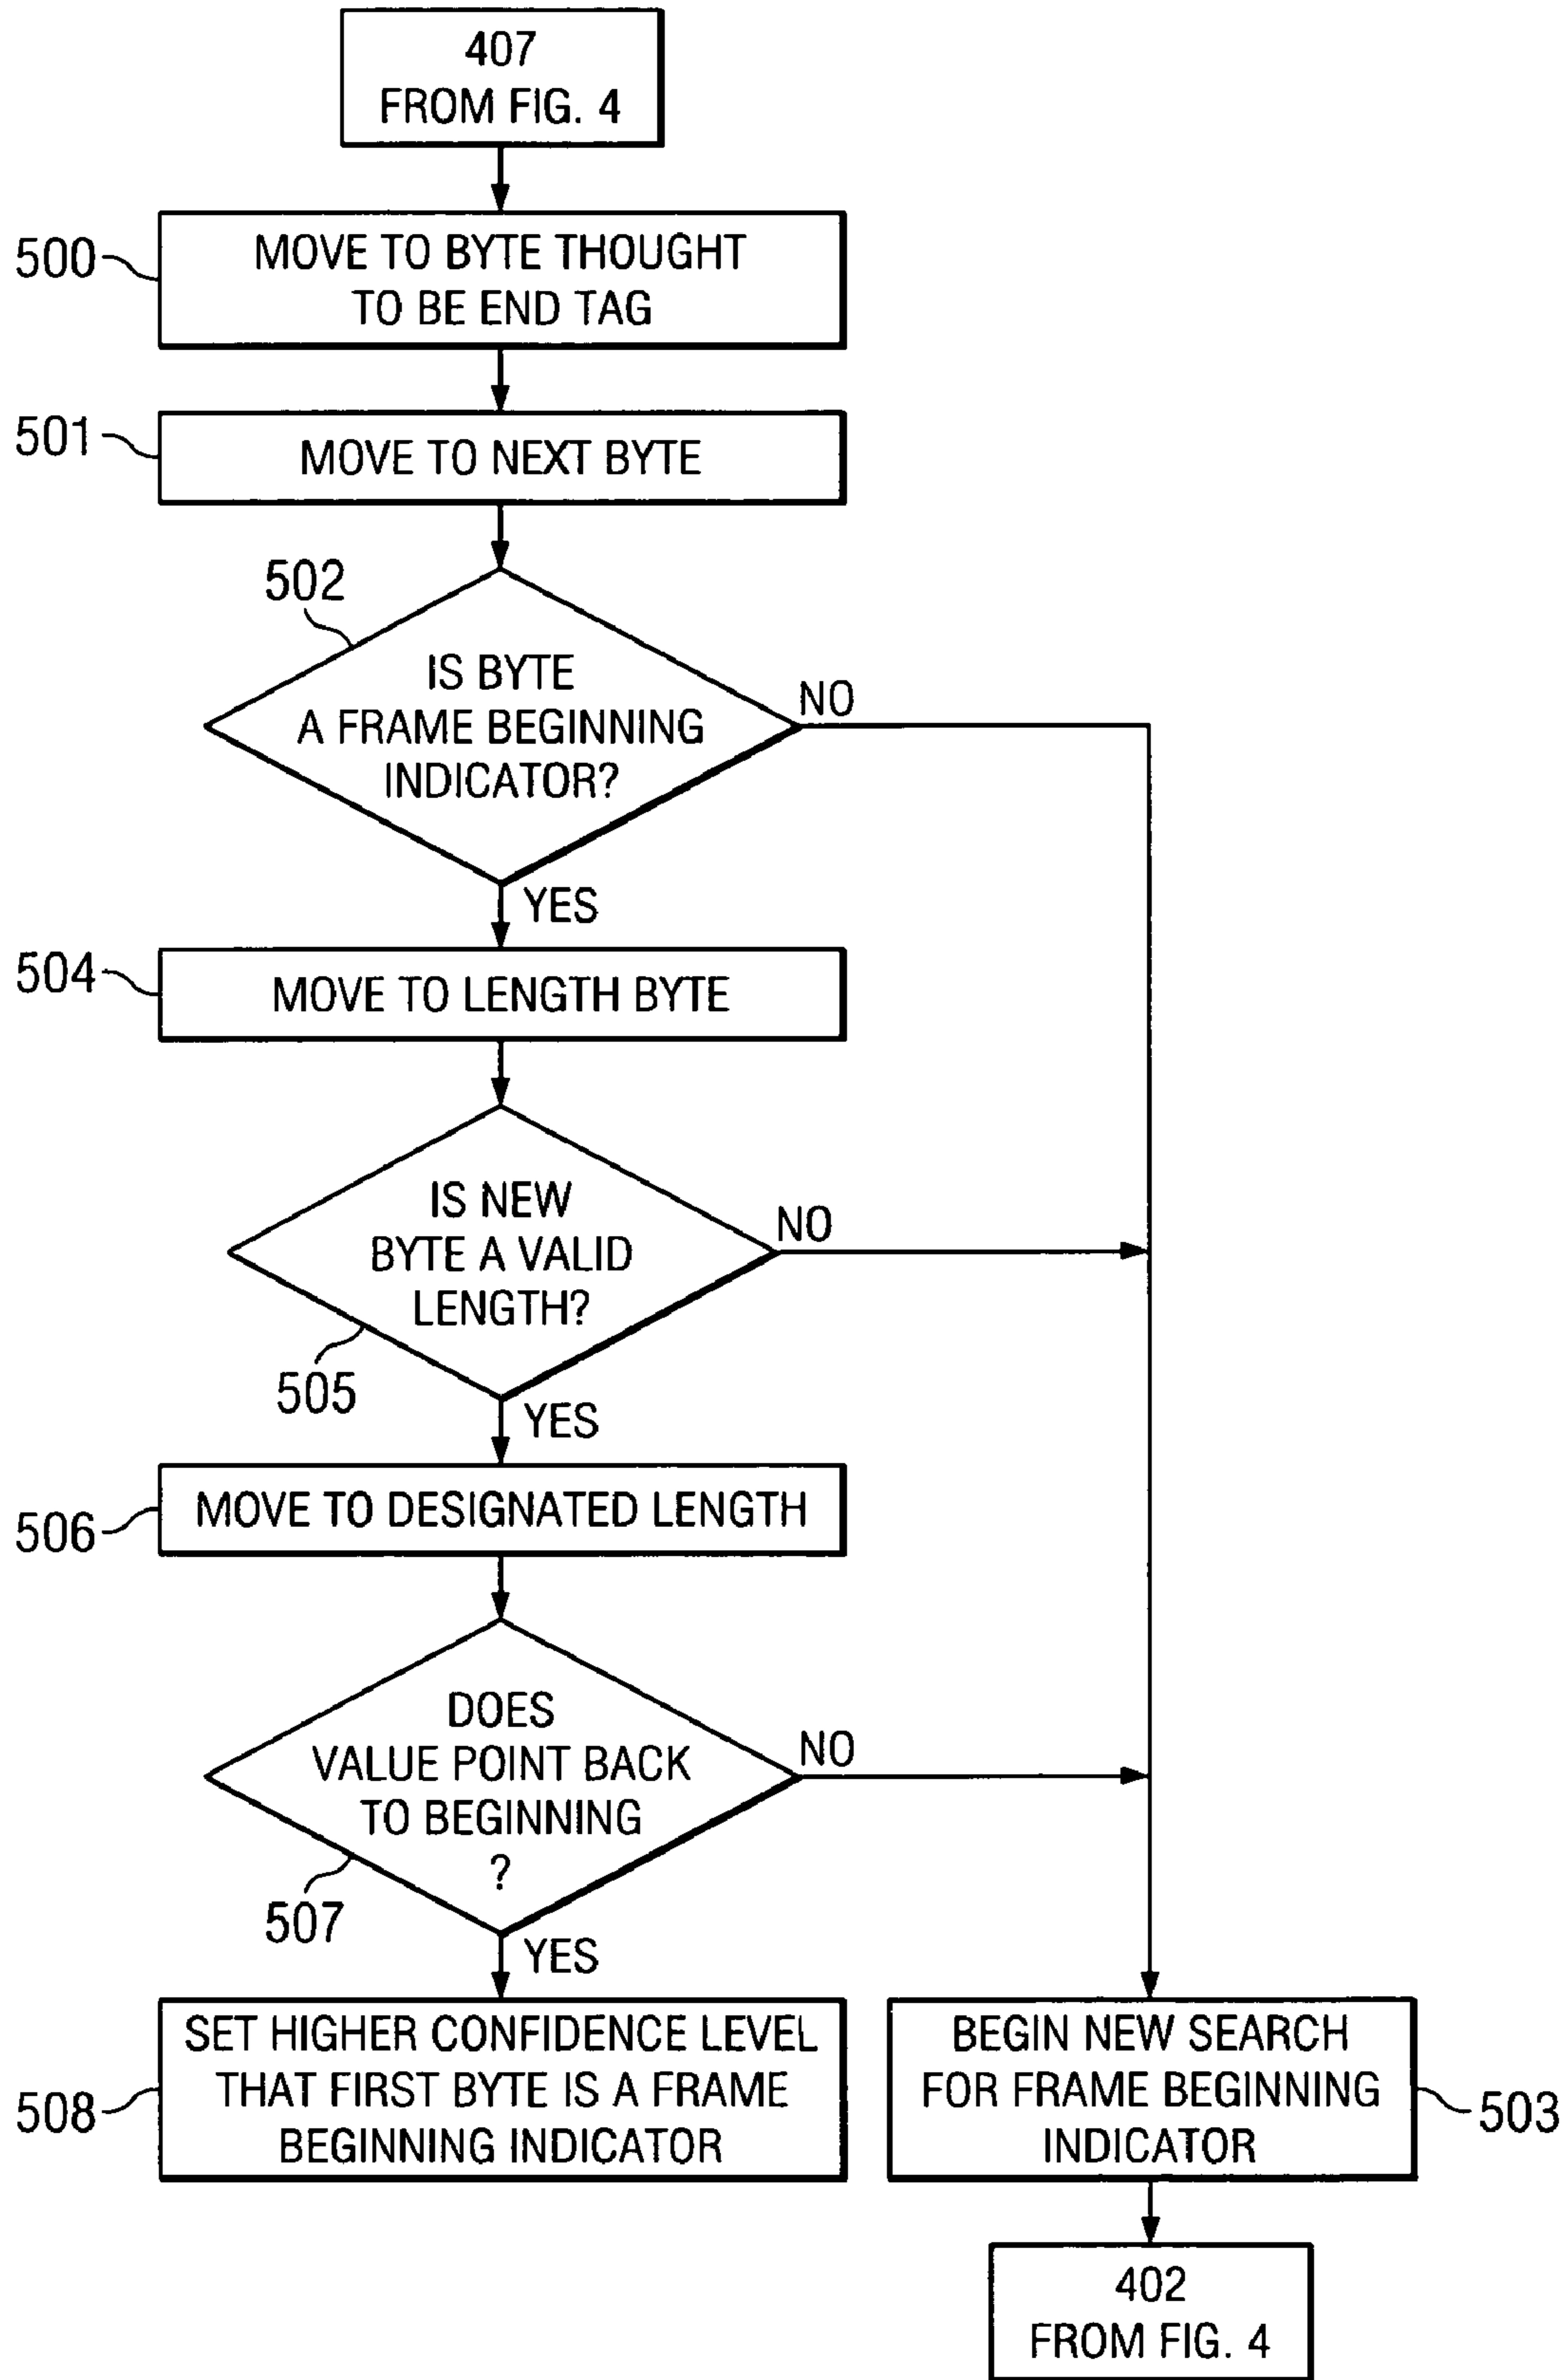 407
FROM FIG. 4
500
MOVE TO BYTE THOUGHT
TO BE END TAG
501
MOVE TO NEXT BYTE
502
IS BYTE
A FRAME BEGINNING
INDICATOR?
NO
YES
504
MOVE TO LENGTH BYTE
IS NEW
BYTE A VALID
LENGTH?
NO
505
YES
506
MOVE TO DESIGNATED LENGTH
DOES
VALUE POINT BACK
TO BEGINNING
?
NO
507
YES
508
SET HIGHER CONFIDENCE LEVEL
THAT FIRST BYTE IS A FRAME
BEGINNING INDICATOR
BEGIN NEW SEARCH
FOR FRAME BEGINNING
INDICATOR
503
402
FROM FIG. 4